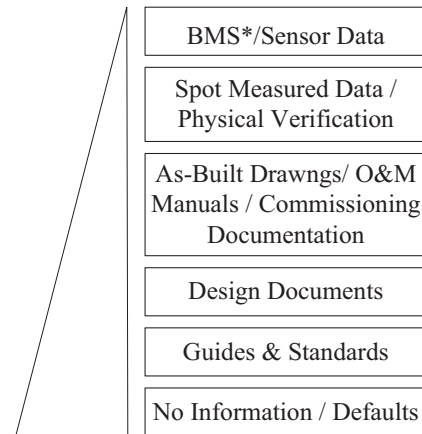 BMS*/Sensor Data
Spot Measured Data /
Physical Verification
As-Built Drawngs/ O&M
Manuals / Commissioning
Documentation
Design Documents
Guides & Standards
No Information / Defaults